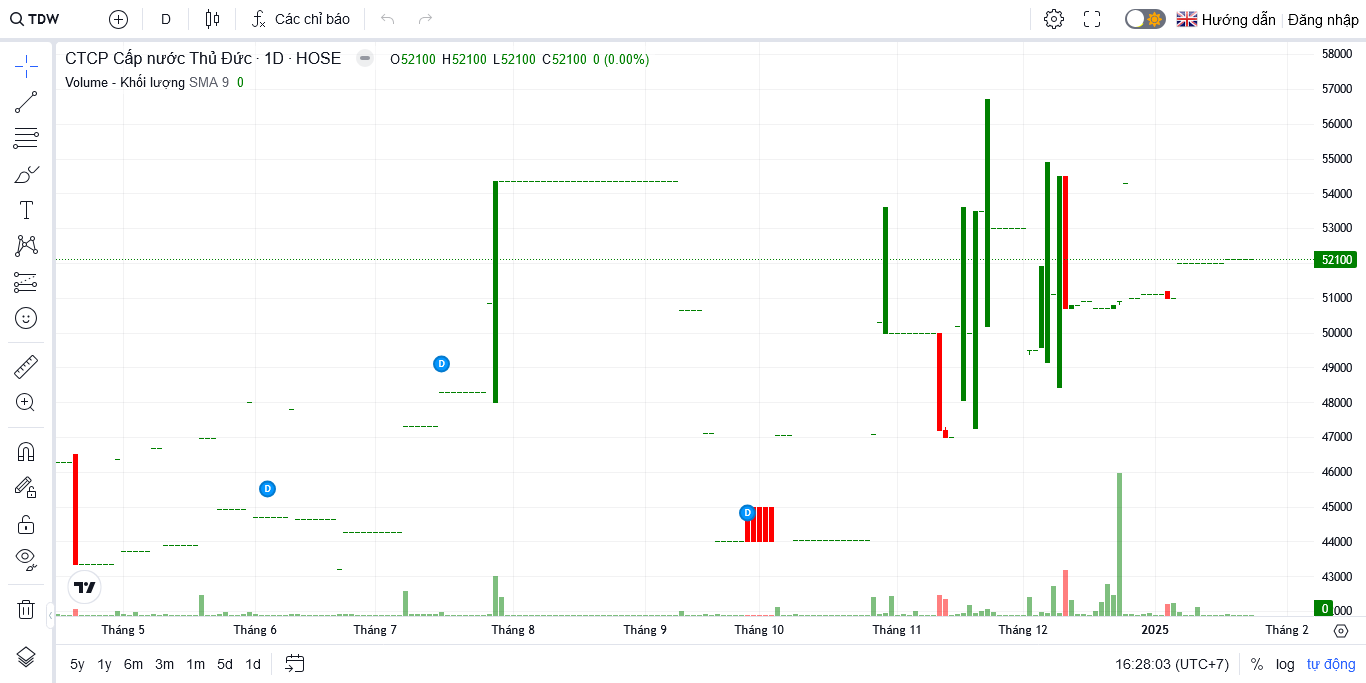 TDW D Các chỉ báo Hướng dẫn Đăng nhập
CTCP Cấp nước Thủ Đức · 1D · HOSE O52100 H52100 L52100 C52100 0 (0.00%)
Volume - Khối lượng SMA 9 0
58000
57000
56000
55000
54000
53000
52100
51000
50000
49000
48000
47000
46000
45000
44000
43000
0 000
D
D
D
Tháng 5 Tháng 6 Tháng 7 Tháng 8 Tháng 9 Tháng 10 Tháng 11 Tháng 12 2025 Tháng 2
5y 1y 6m 3m 1m 5d 1d 16:28:03 (UTC+7) % log tự động